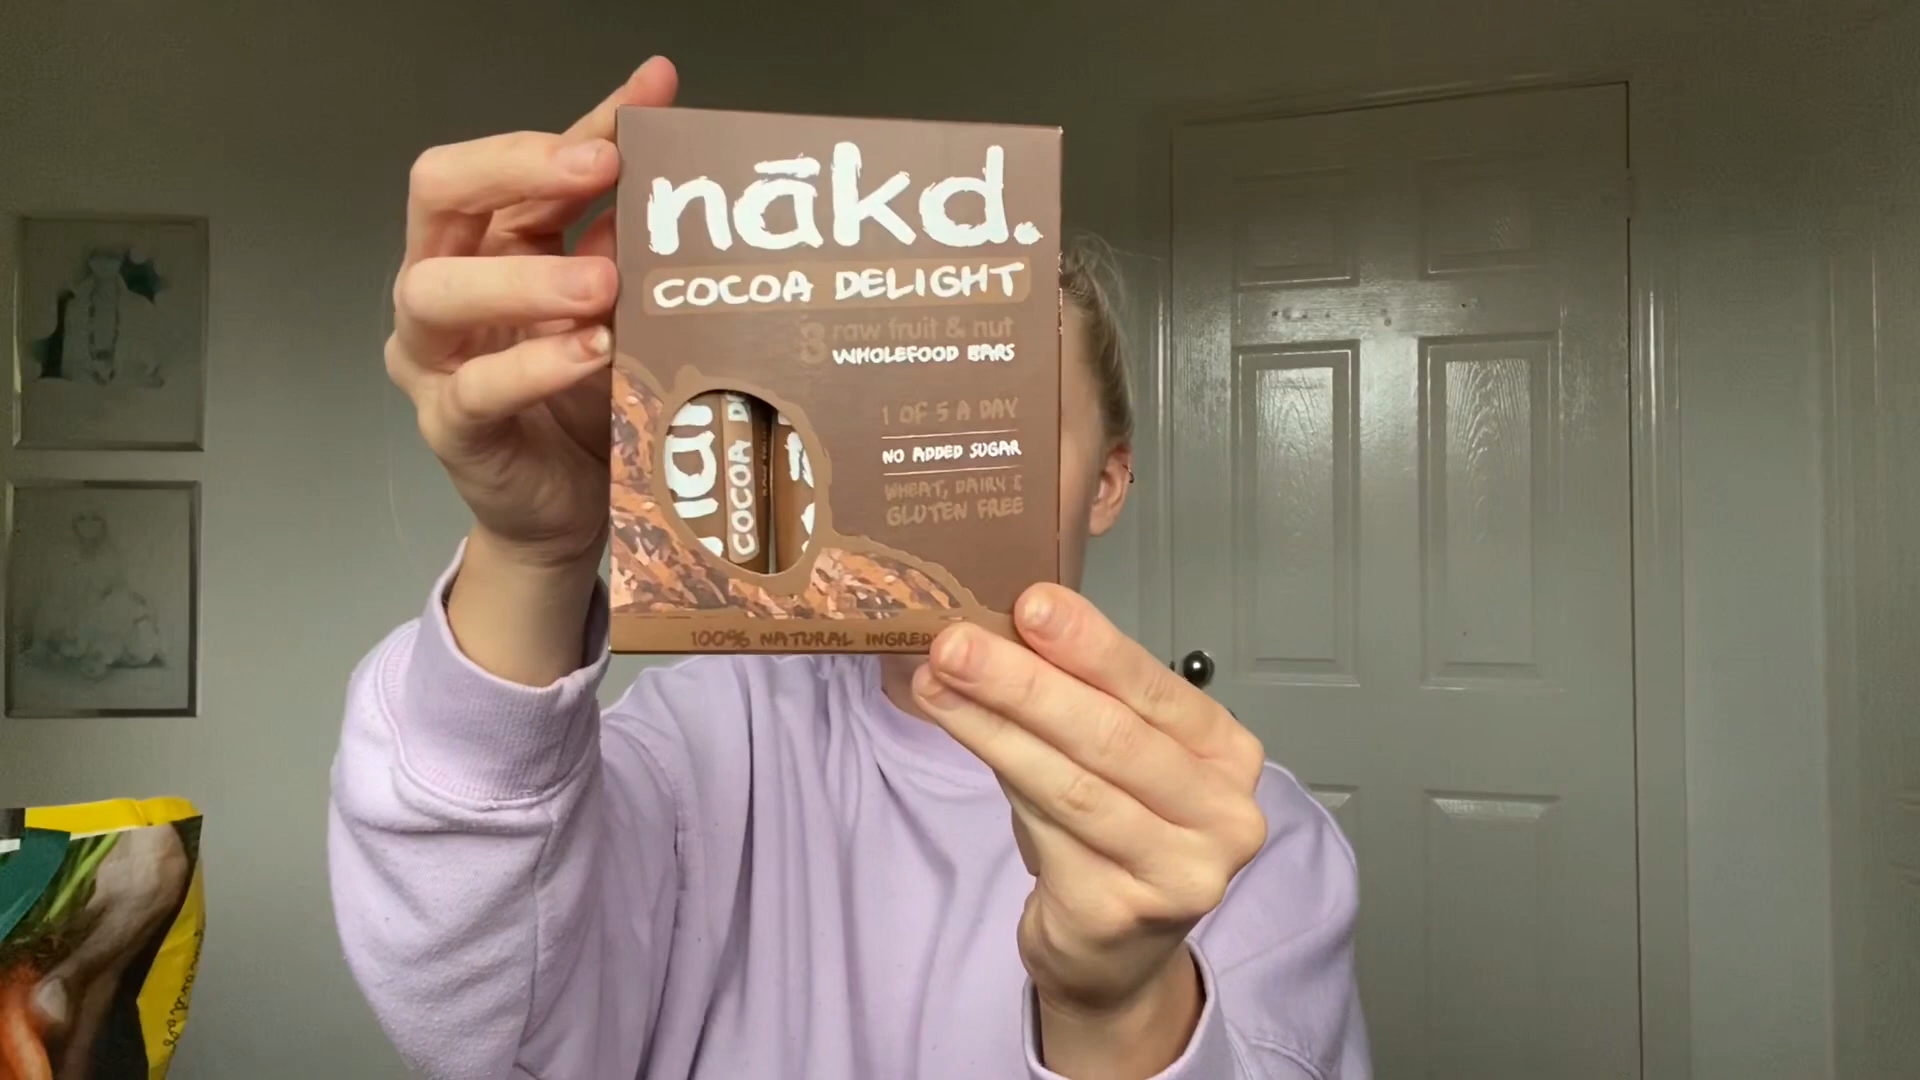 nākd.
COCOA DELIGHT
raw fruit & nut
WHOLEFOOD BARS
1 OF 5 A DAY
NO ADDED SUGAR
WHEAT, DAIRY &
GLUTEN FREE
COCOA
100% NATURAL